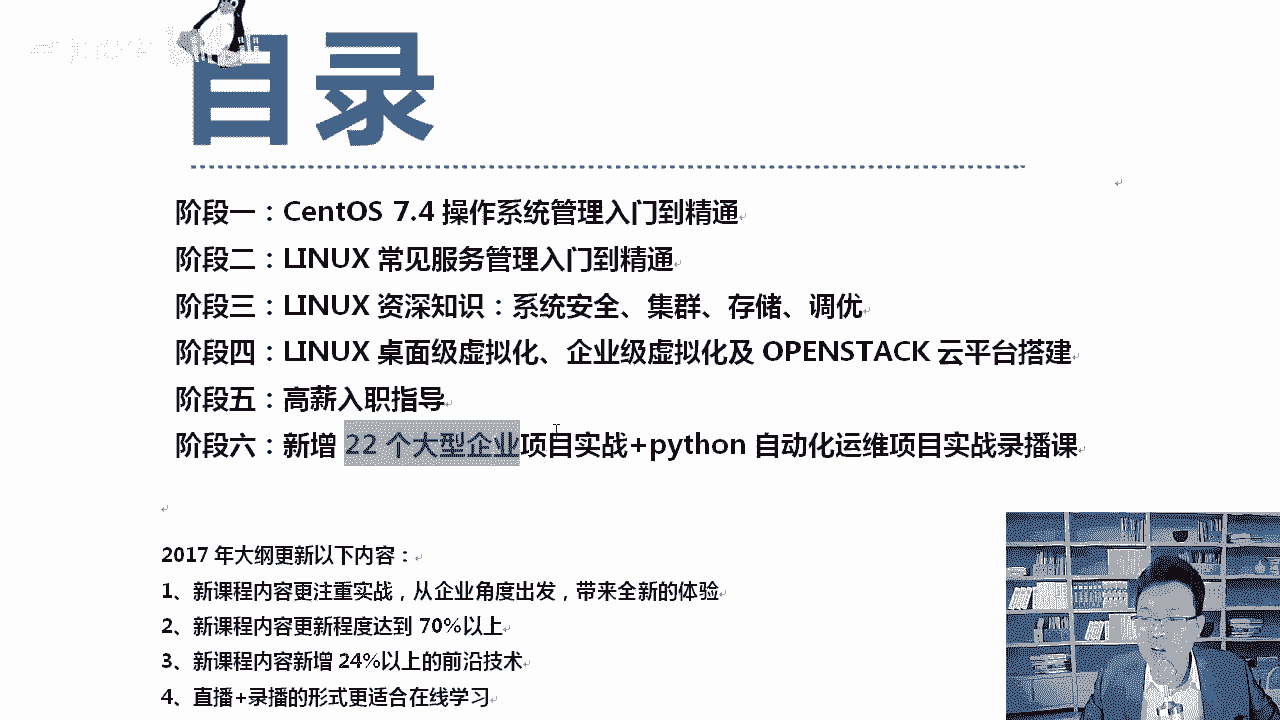 目录
阶段一：CentOS 7.4 操作系统管理入门到精通
阶段二：LINUX 常见服务管理入门到精通
阶段三：LINUX 资深知识：系统安全、集群、存储、调优
阶段四：LINUX 桌面级虚拟化、企业级虚拟化及 OPENSTACK 云平台搭建
阶段五：高薪入职指导
阶段六：新增 22 个大型企业项目实战+python 自动化运维项目实战录播课
2017 年大纲更新以下内容：
1、新课程内容更注重实战，从企业角度出发，带来全新的体验
2、新课程内容更新程度达到 70%以上
3、新课程内容新增 24%以上的前沿技术
4、直播+录播的形式更适合在线学习